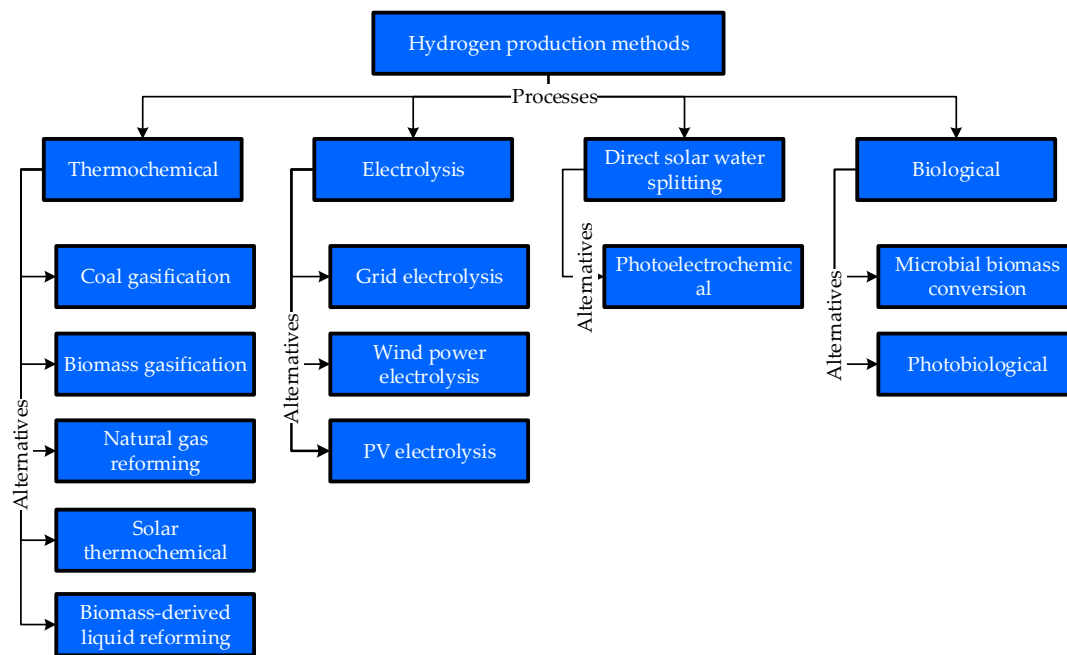 Hydrogen production methods
Processes
Thermochemical
Electrolysis
Direct solar water
splitting
Biological
Alternatives
Coal gasification
Biomass gasification
Natural gas
reforming
Solar
thermochemical
Biomass-derived
liquid reforming
Alternatives
Grid electrolysis
Wind power
electrolysis
PV electrolysis
Alternatives
Photoelectrochemic
al
Alternatives
Microbial biomass
conversion
Photobiological